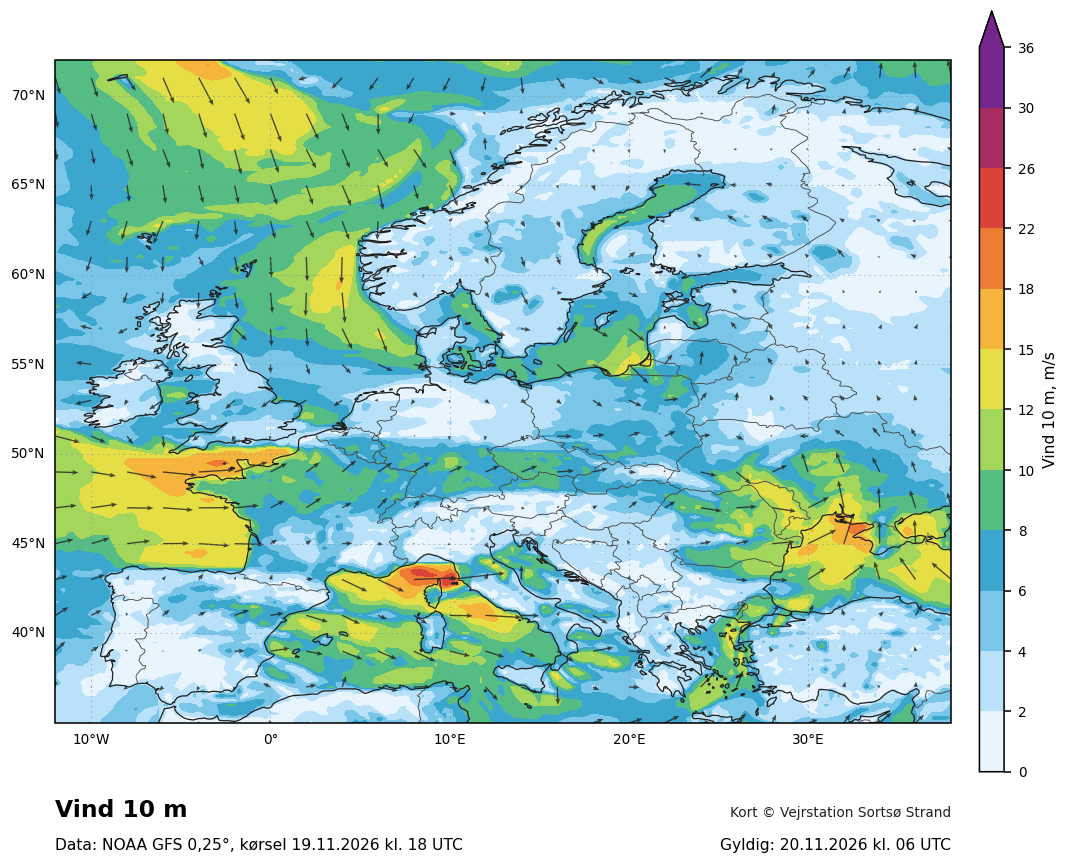 36
30
26
22
18
15
12
10
8
6
4
2
0
Vind 10 m, m/s
70°N
65°N
60°N
55°N
50°N
45°N
40°N
10°W
0°
10°E
20°E
30°E
Vind 10 m
Kort © Vejrstation Sortsø Strand
Data: NOAA GFS 0,25°, kørsel 19.11.2026 kl. 18 UTC
Gyldig: 20.11.2026 kl. 06 UTC